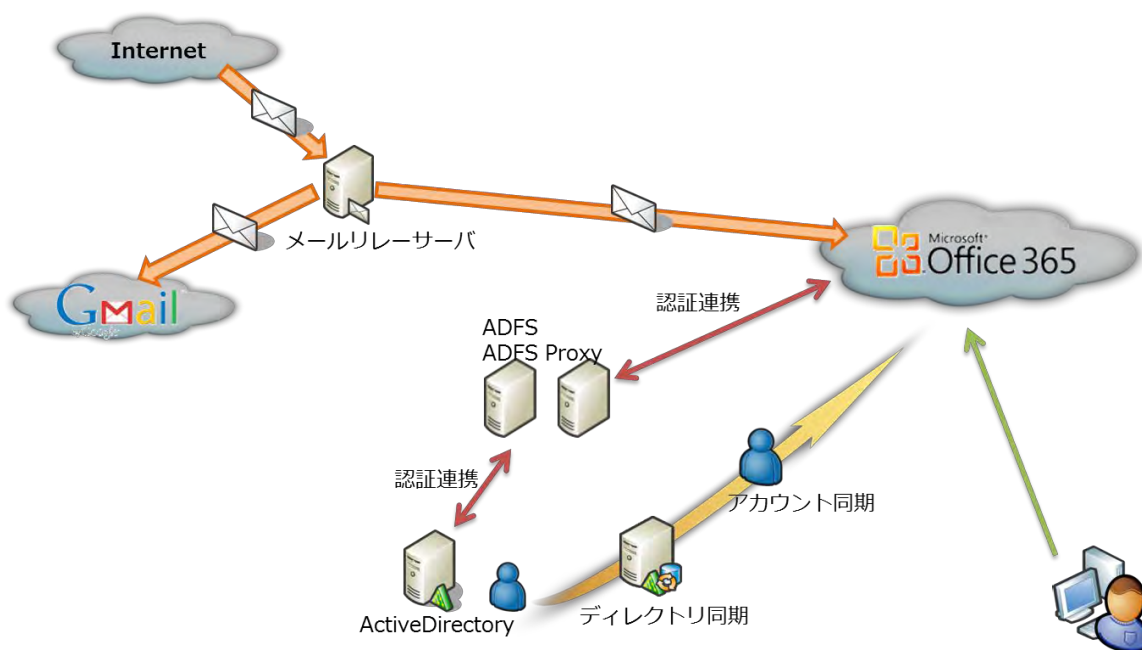 Internet
メールリレーサーバ
Microsoft
Office 365
Gmail
by Google
認証連携
ADFS
ADFS Proxy
認証連携
アカウント同期
ディレクトリ同期
ActiveDirectory